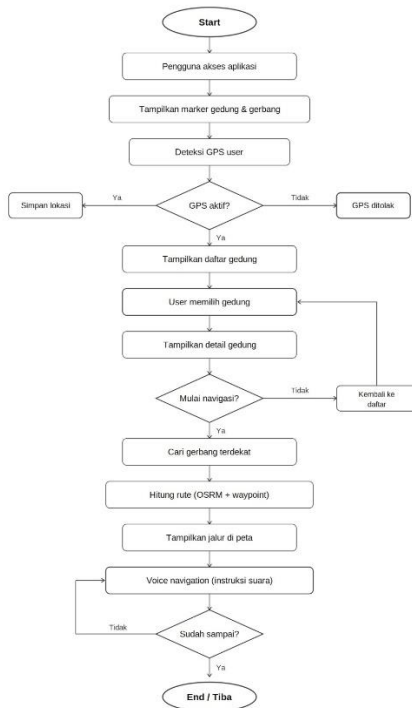 Start
Pengguna akses aplikasi
Tampilkan marker gedung & gerbang
Deteksi GPS user
Simpan lokasi
Ya
GPS aktif?
Tidak
GPS ditolak
Ya
Tampilkan daftar gedung
User memilih gedung
Tampilkan detail gedung
Mulai navigasi?
Tidak
Kembali ke
daftar
Ya
Cari gerbang terdekat
Hitung rute (OSRM + waypoint)
Tampilkan jalur di peta
Voice navigation (instruksi suara)
Tidak
Sudah sampai?
Ya
End / Tiba